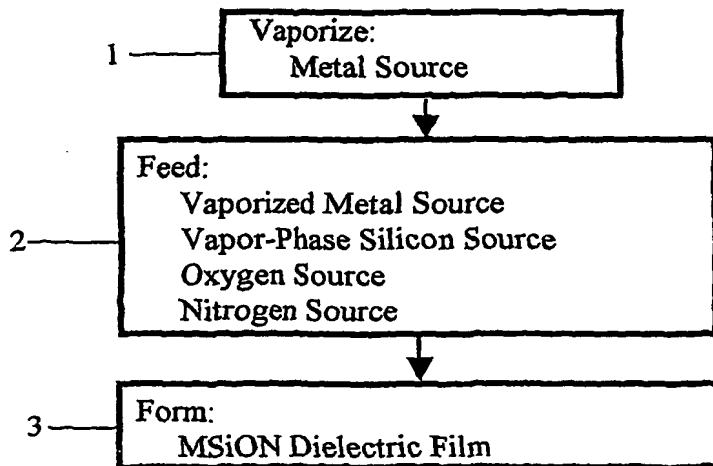 1
Vaporize:
Metal Source
2
Feed:
Vaporized Metal Source
Vapor-Phase Silicon Source
Oxygen Source
Nitrogen Source
3
Form:
MSiON Dielectric Film